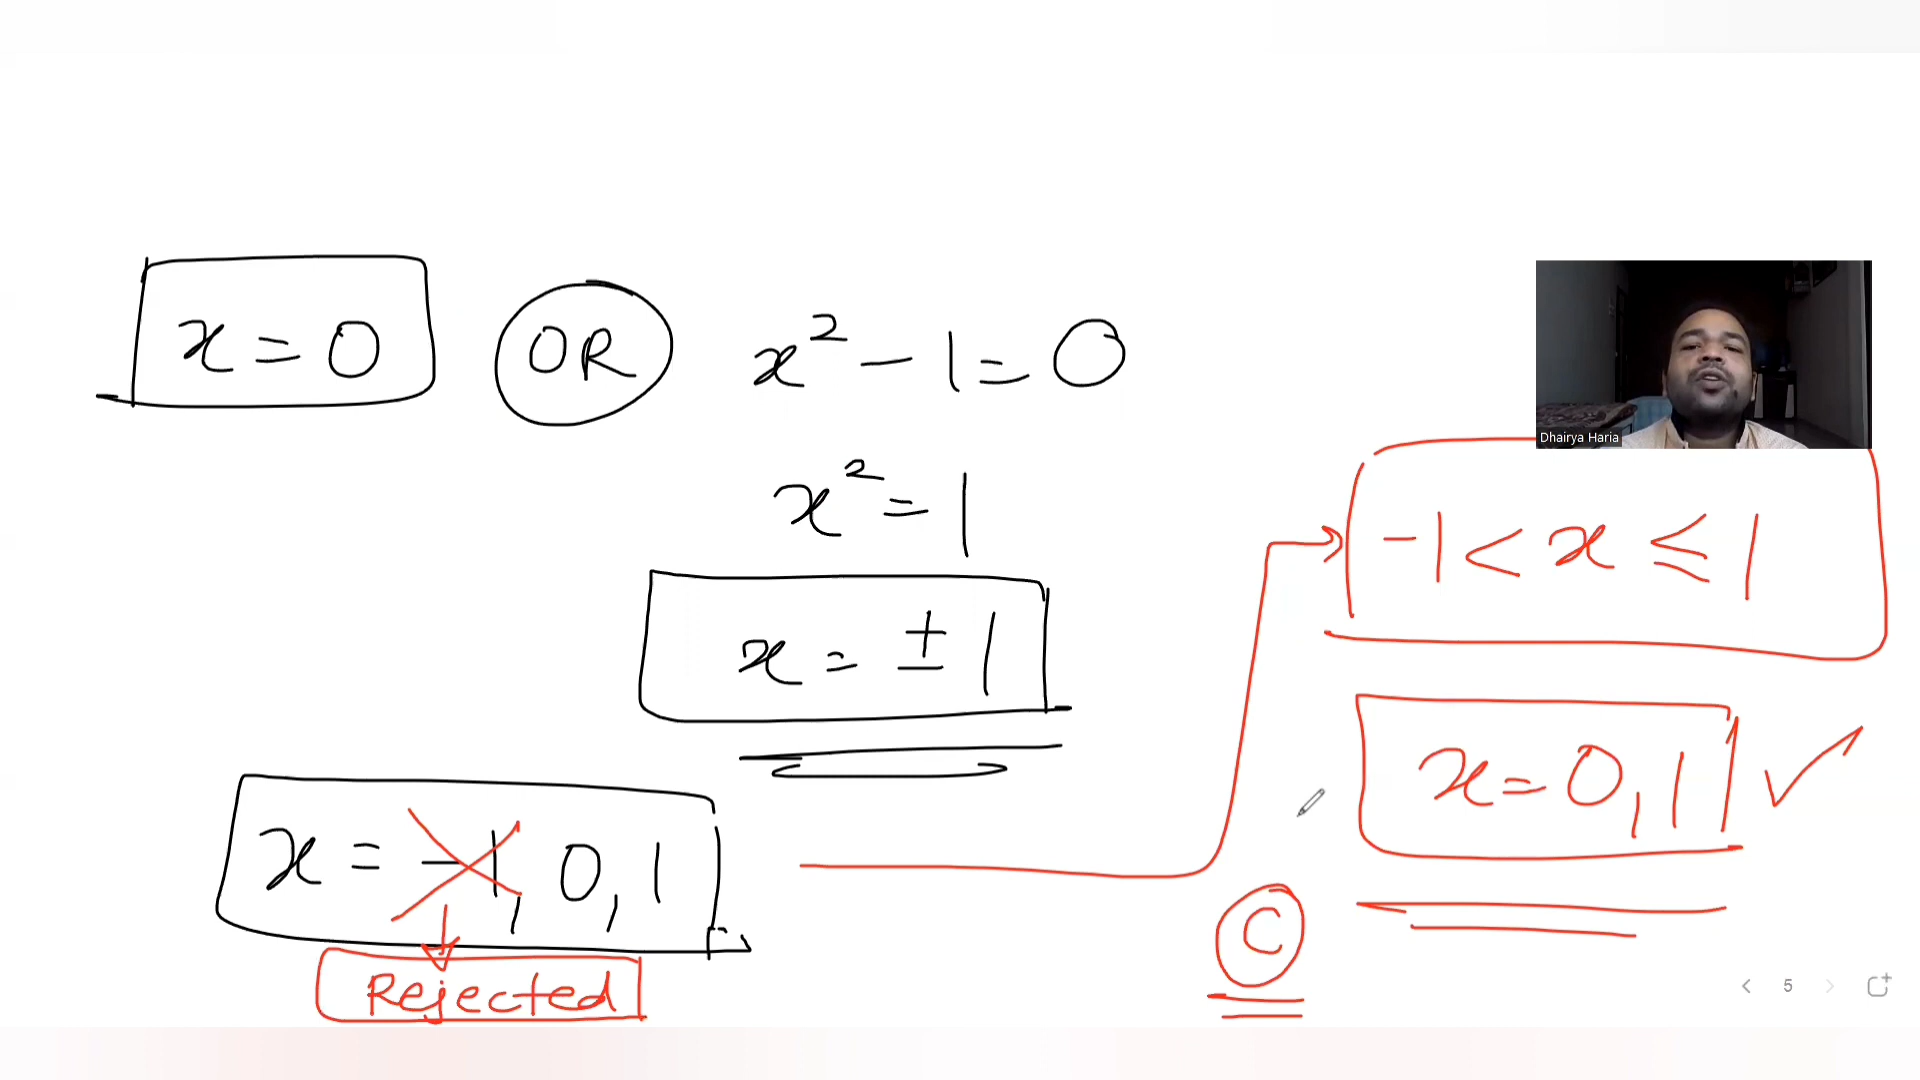 x = 0 OR x² - 1 = 0
x² = 1
x = ± 1
x = -1, 0, 1
Rejected
Dhairya Haria
-1 < x ≤ 1
x = 0, 1 ✓
C
5